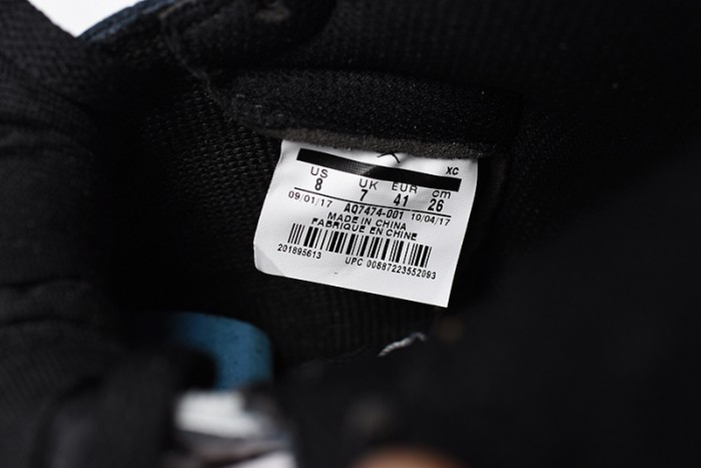 XC
US UK EUR cm
8 7 41 26
09/01/17 AQ7474-001 10/04/17
MADE IN CHINA
FABRIQUE EN CHINE
201895613 UPC 00887223552093